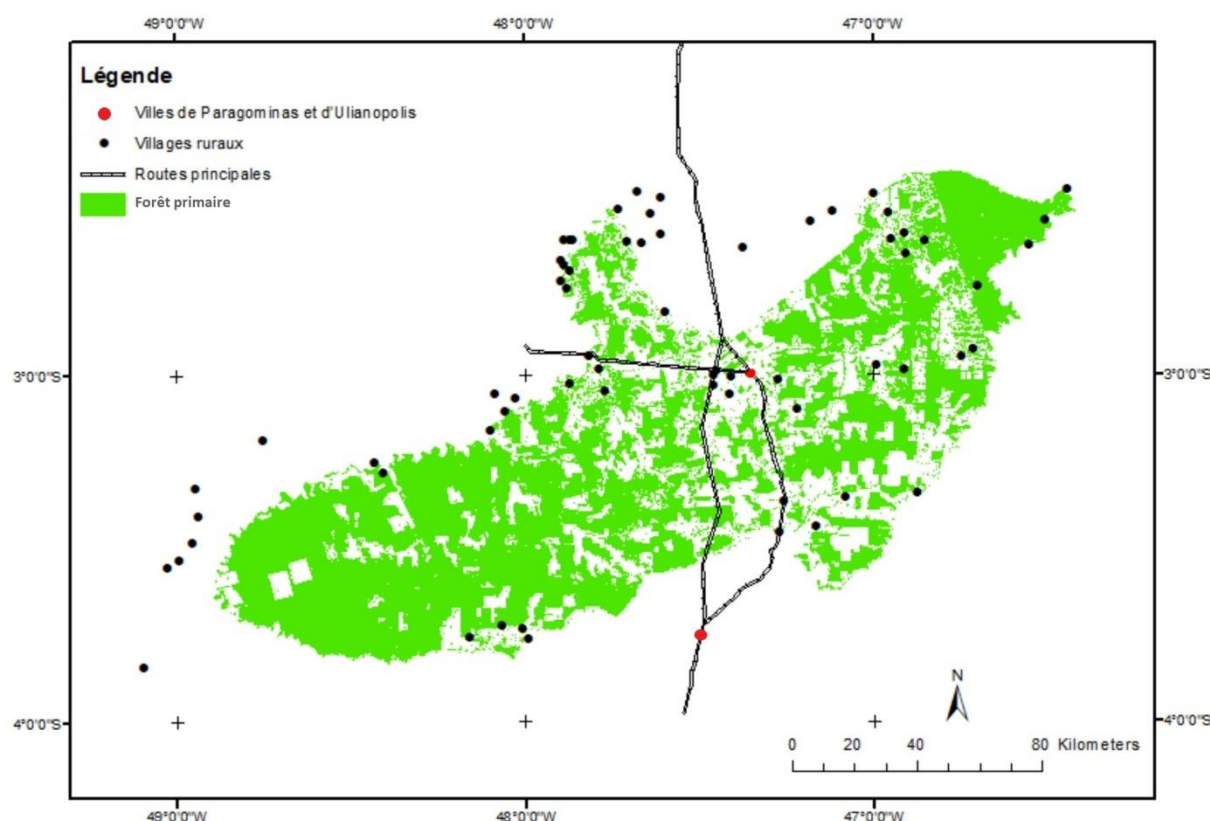 49°0'0"W 48°0'0"W 47°0'0"W
Légende
Villes de Paragominas et d'Ulianopolis
Villages ruraux
Routes principales
Forêt primaire
3°0'0"S 3°0'0"S
N
4°0'0"S 4°0'0"S
0 20 40 80 Kilometers
49°0'0"W 48°0'0"W 47°0'0"W